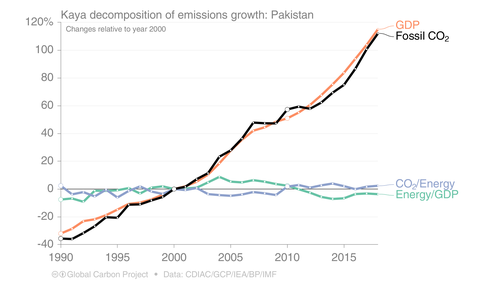 Kaya decomposition of emissions growth: Pakistan
120%
Changes relative to year 2000
GDP
Fossil CO₂
100
80
60
40
20
0
CO₂/Energy
Energy/GDP
-20
-40
1990
1995
2000
2005
2010
2015
Global Carbon Project • Data: CDIAC/GCP/IEA/BP/IMF